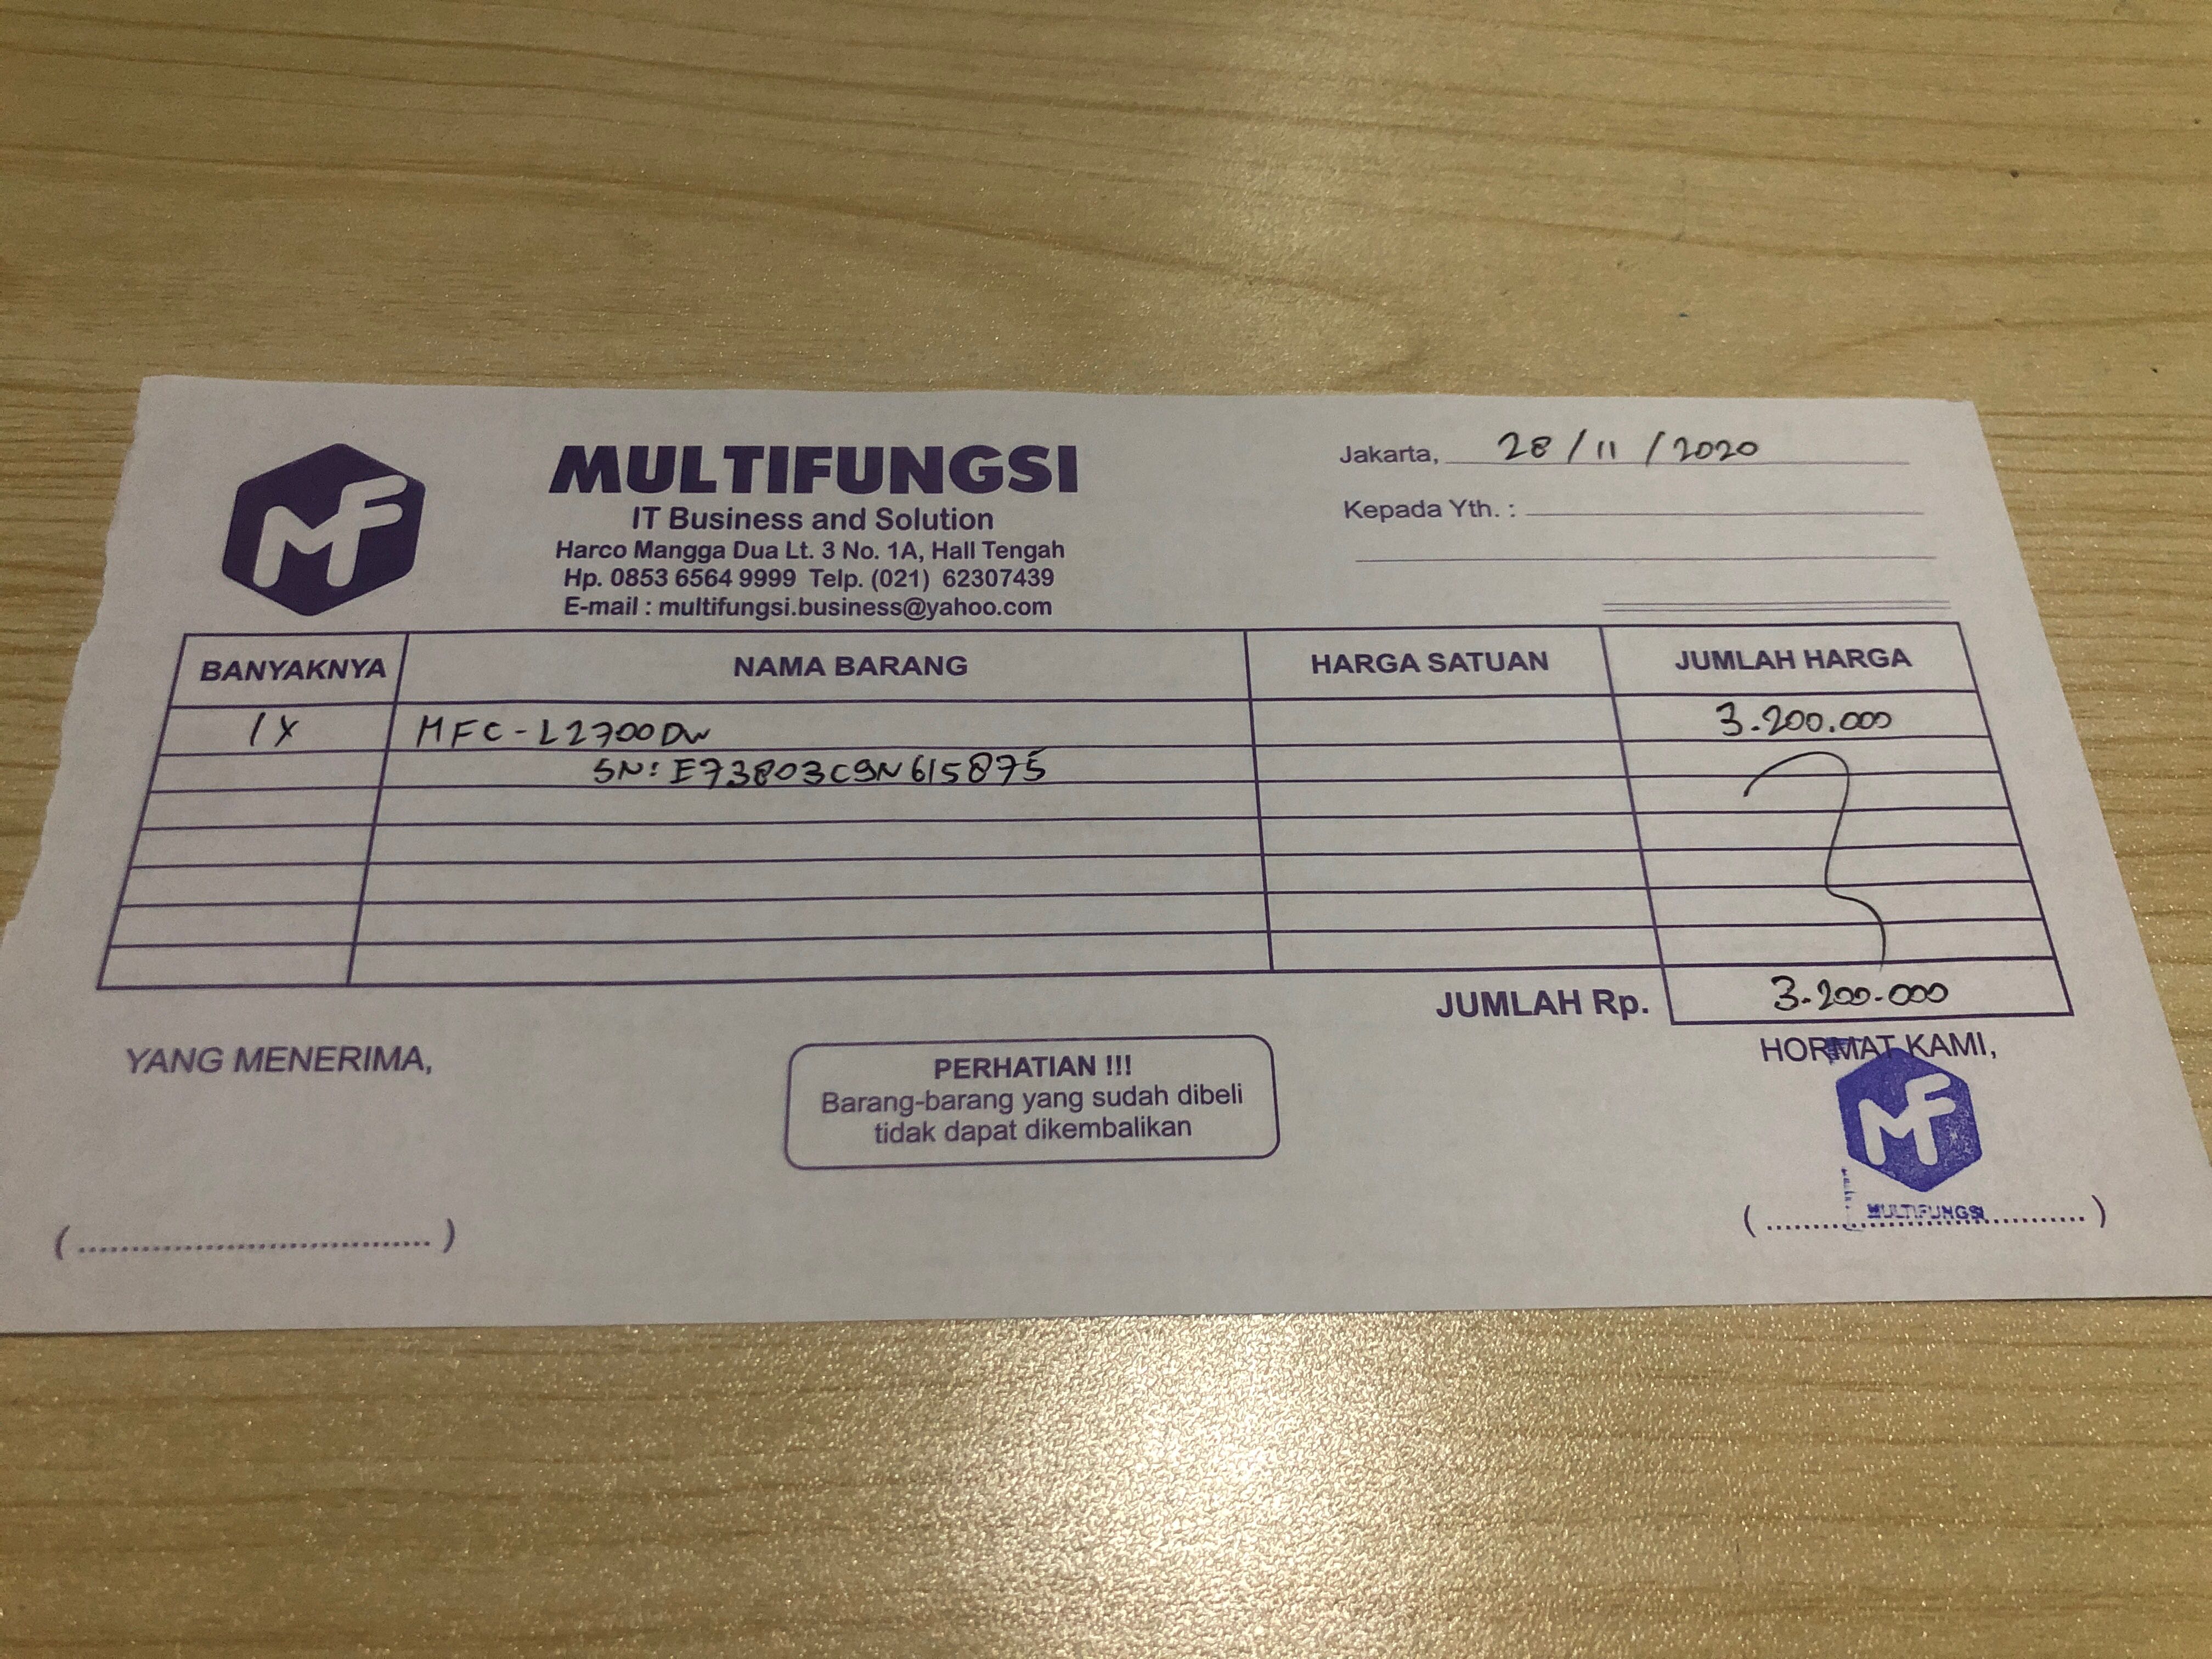 MF
MULTIFUNGSI
IT Business and Solution
Harco Mangga Dua Lt. 3 No. 1A, Hall Tengah
Hp. 0853 6564 9999 Telp. (021) 62307439
E-mail : multifungsi.business@yahoo.com
Jakarta, 28/11/2020
Kepada Yth. :
BANYAKNYA NAMA BARANG HARGA SATUAN JUMLAH HARGA
1X MFC-L2700DW 3.200.000
SN: E73803C9N615875
JUMLAH Rp. 3.200.000
YANG MENERIMA,
PERHATIAN !!!
Barang-barang yang sudah dibeli
tidak dapat dikembalikan
HORMAT KAMI,
MF
MULTIFUNGSI
(................................) (................................)